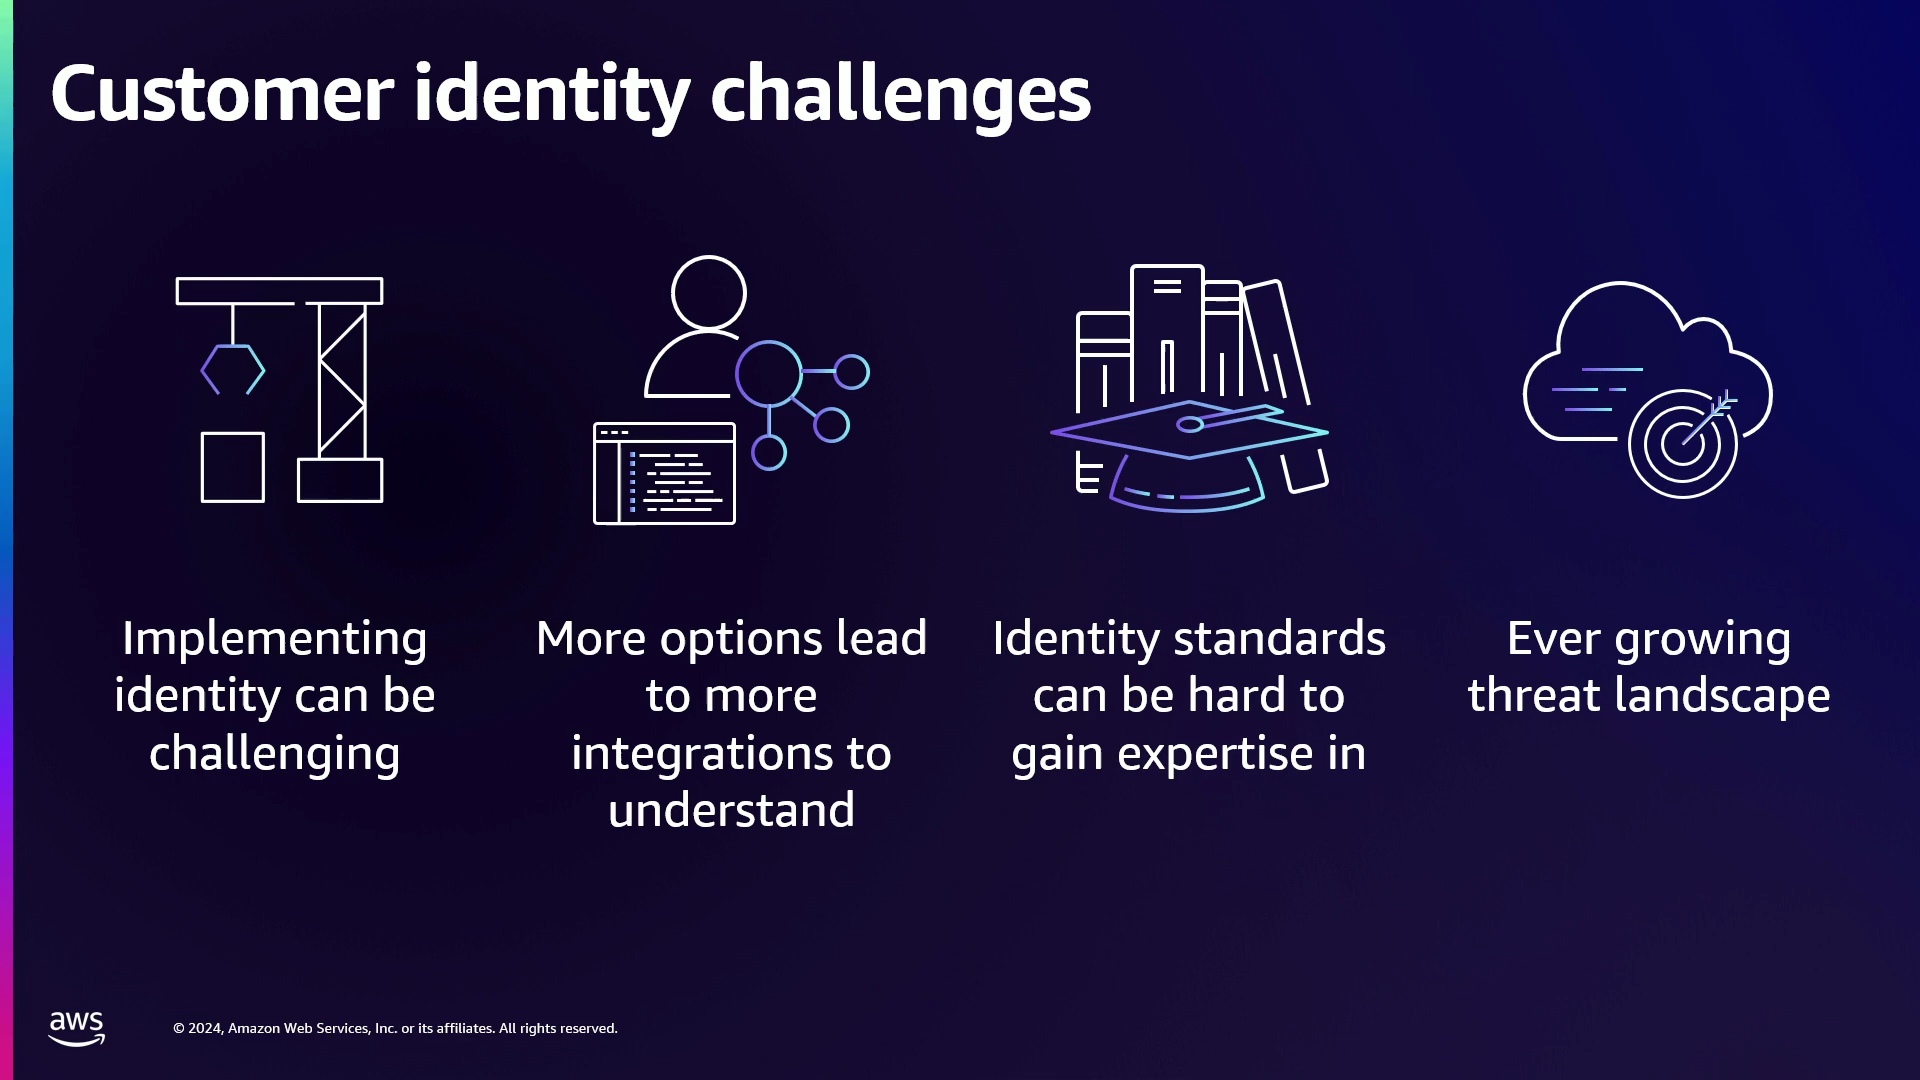 Customer identity challenges
Implementing
identity can be
challenging
More options lead
to more
integrations to
understand
Identity standards
can be hard to
gain expertise in
Ever growing
threat landscape
aws
© 2024, Amazon Web Services, Inc. or its affiliates. All rights reserved.